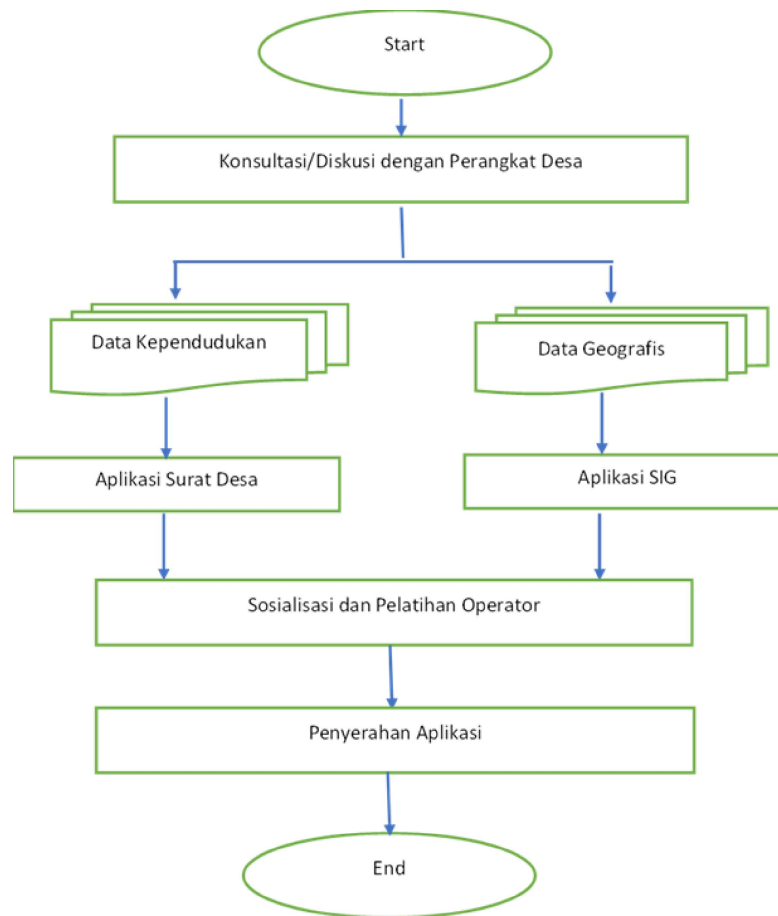 Start
Konsultasi/Diskusi dengan Perangkat Desa
Data Kependudukan
Data Geografis
Aplikasi Surat Desa
Aplikasi SIG
Sosialisasi dan Pelatihan Operator
Penyerahan Aplikasi
End